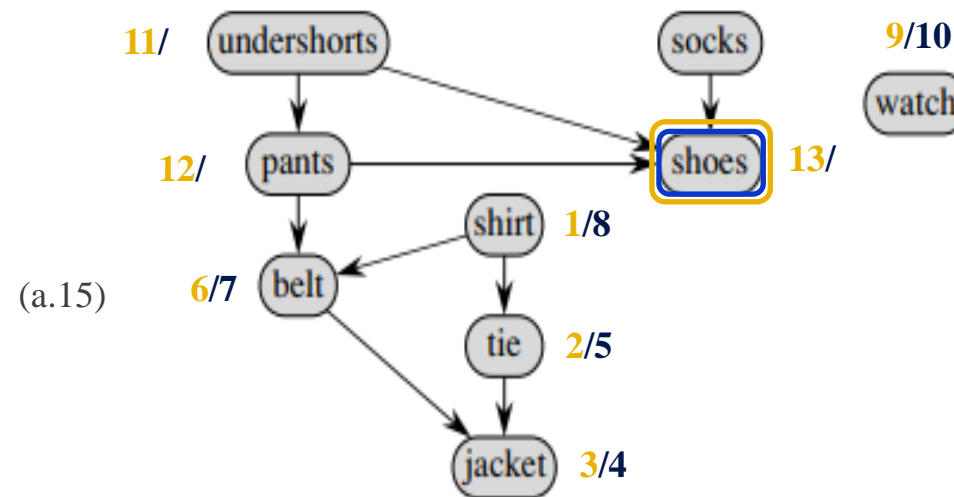 11/ undershorts socks 9/10
watch
12/ pants shoes 13/
shirt 1/8
(a.15) 6/7 belt
tie 2/5
jacket 3/4